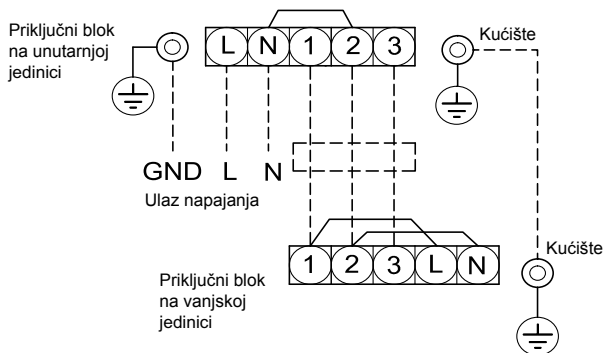 Priključni blok
na unutarnjoj
jedinici
L N 1 2 3
Kućište
GND L N
Ulaz napajanja
1 2 3 L N
Kućište
Priključni blok
na vanjskoj
jedinici